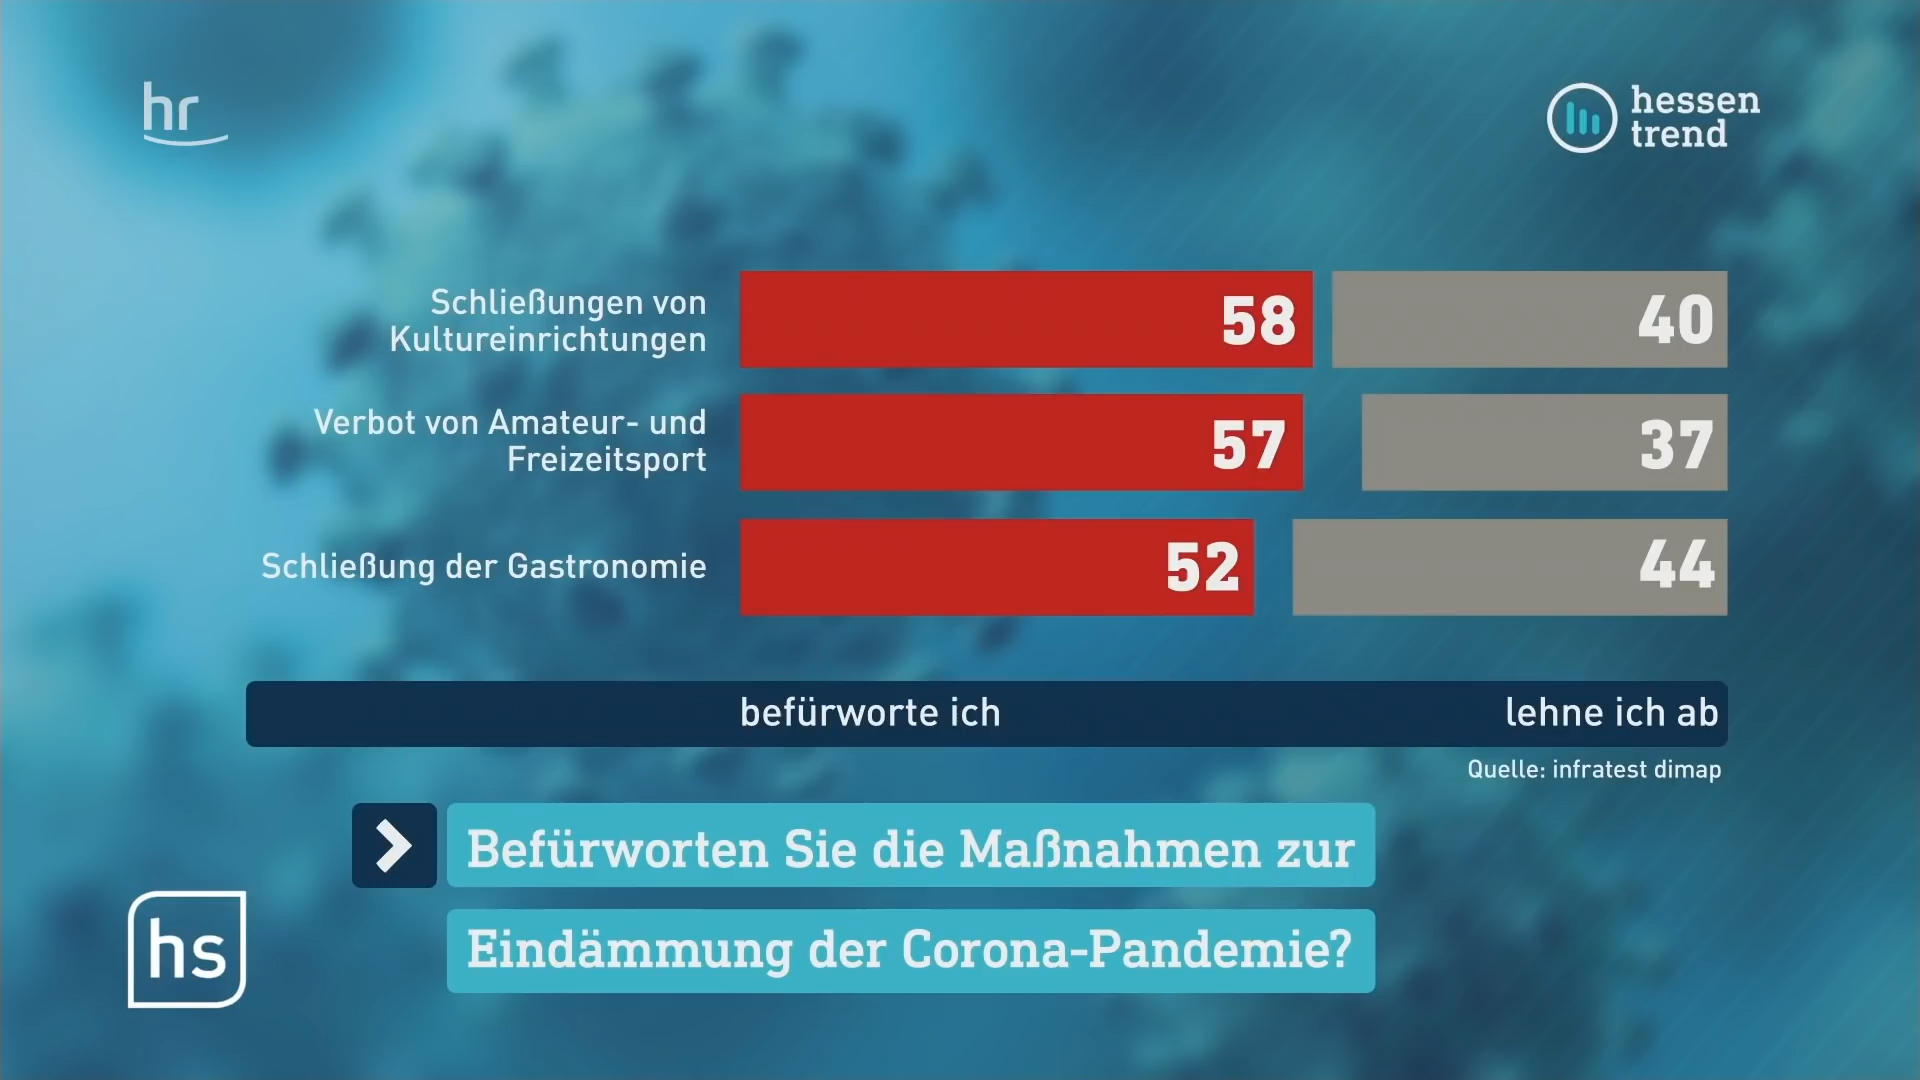 hr
hessen
trend
Schließungen von
Kultureinrichtungen
58
40
Verbot von Amateur- und
Freizeitsport
57
37
Schließung der Gastronomie
52
44
befürworte ich
lehne ich ab
Quelle: infratest dimap
Befürworten Sie die Maßnahmen zur
Eindämmung der Corona-Pandemie?
hs